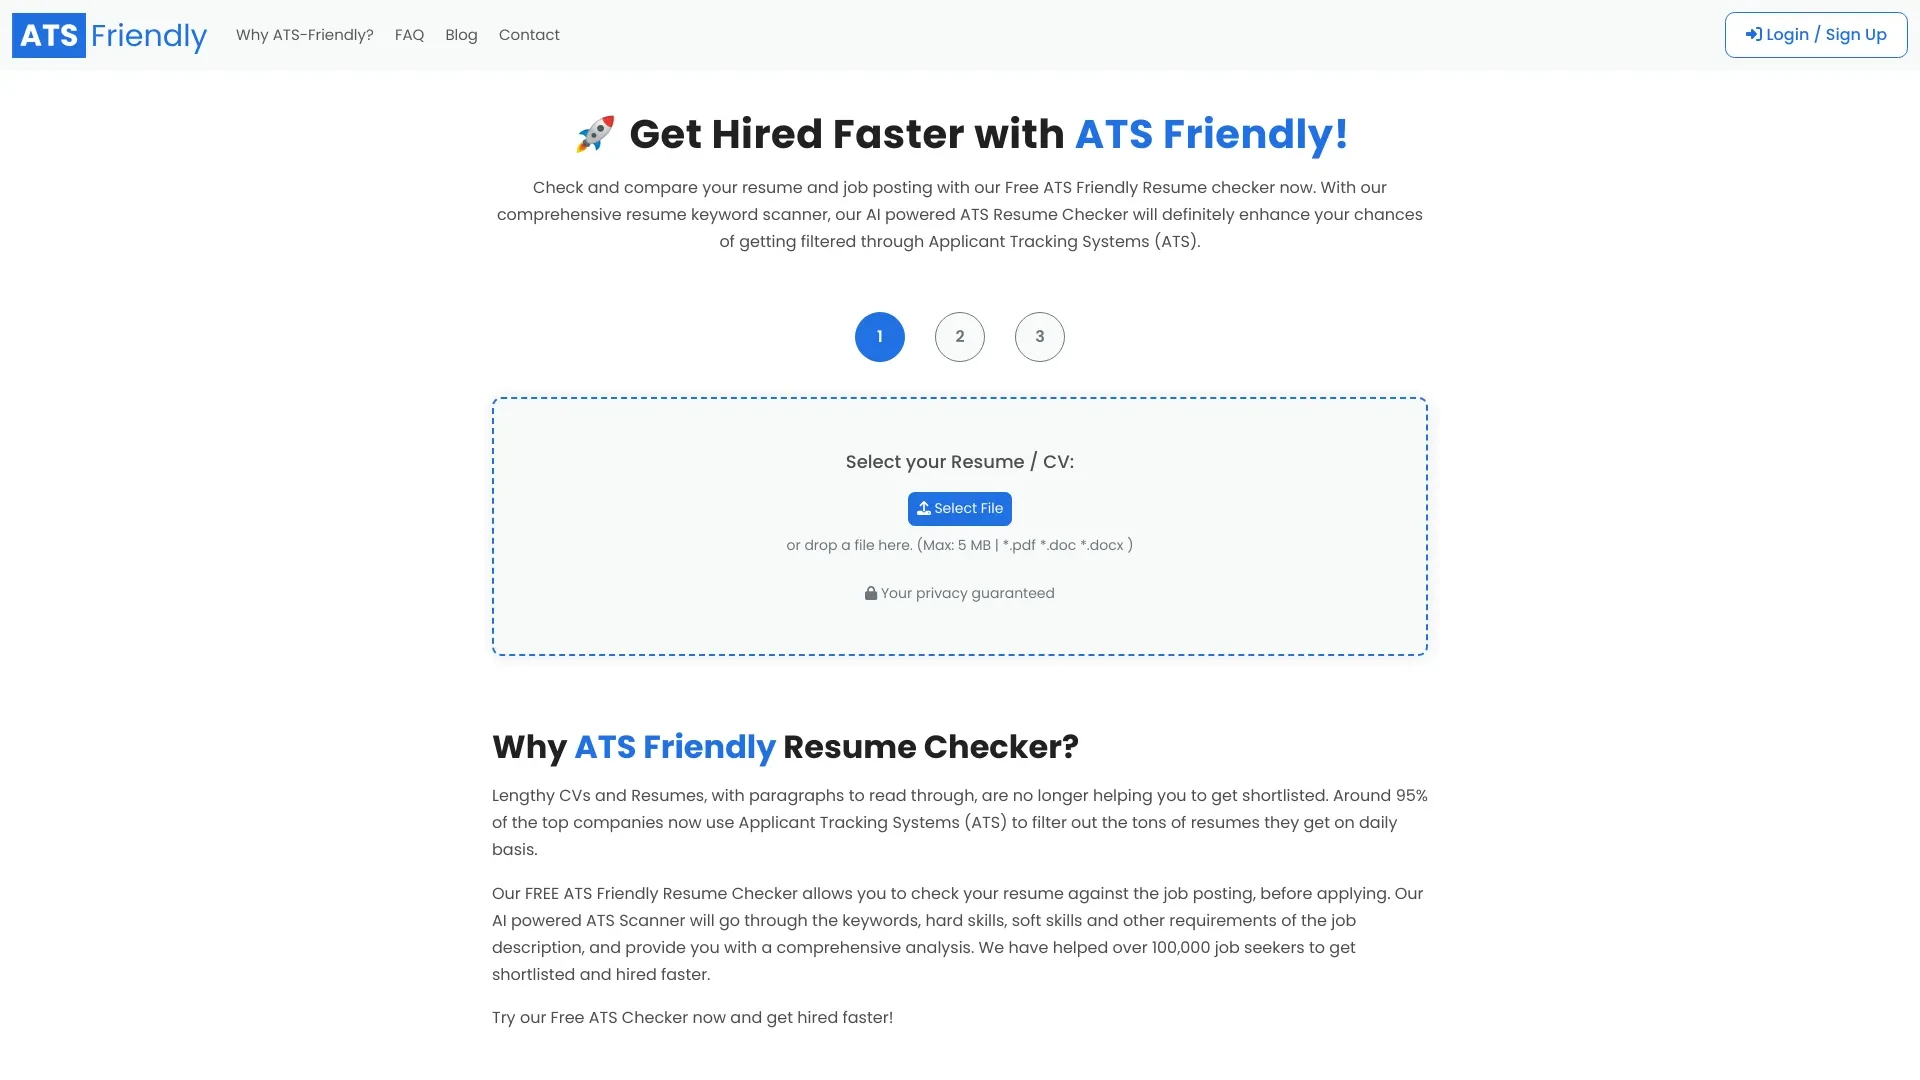 ATS Friendly
Why ATS-Friendly?
FAQ
Blog
Contact
Login / Sign Up
🚀 Get Hired Faster with ATS Friendly!
Check and compare your resume and job posting with our Free ATS Friendly Resume checker now. With our
comprehensive resume keyword scanner, our AI powered ATS Resume Checker will definitely enhance your chances
of getting filtered through Applicant Tracking Systems (ATS).
1
2
3
Select your Resume / CV:
Select File
or drop a file here. (Max: 5 MB | *.pdf *.doc *.docx )
Your privacy guaranteed
Why ATS Friendly Resume Checker?
Lengthy CVs and Resumes, with paragraphs to read through, are no longer helping you to get shortlisted. Around 95%
of the top companies now use Applicant Tracking Systems (ATS) to filter out the tons of resumes they get on daily
basis.
Our FREE ATS Friendly Resume Checker allows you to check your resume against the job posting, before applying. Our
AI powered ATS Scanner will go through the keywords, hard skills, soft skills and other requirements of the job
description, and provide you with a comprehensive analysis. We have helped over 100,000 job seekers to get
shortlisted and hired faster.
Try our Free ATS Checker now and get hired faster!